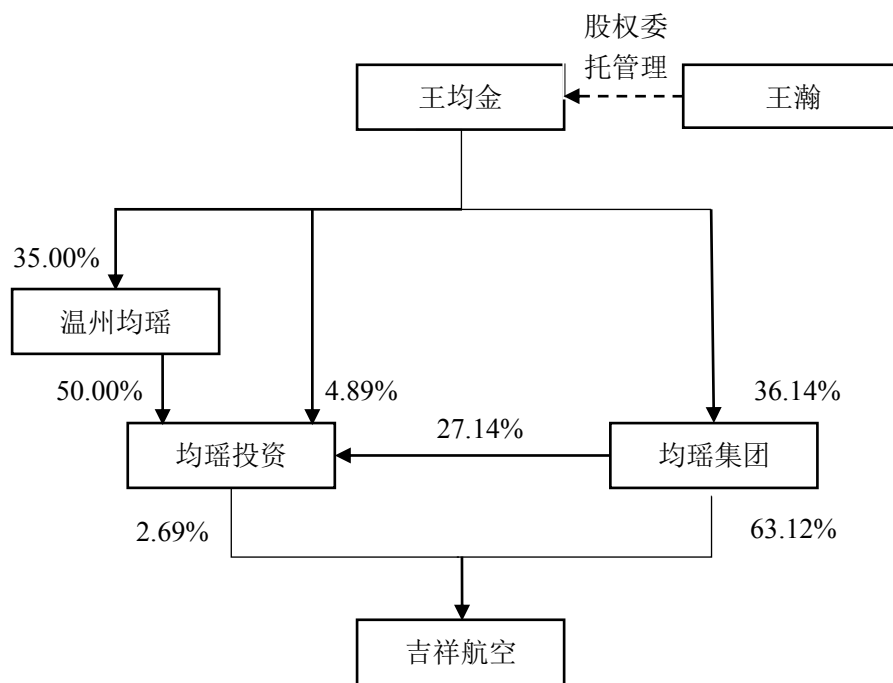 股权委
托管理
王均金
王瀚
35.00%
温州均瑶
50.00%
4.89%
36.14%
27.14%
均瑶投资
均瑶集团
2.69%
63.12%
吉祥航空